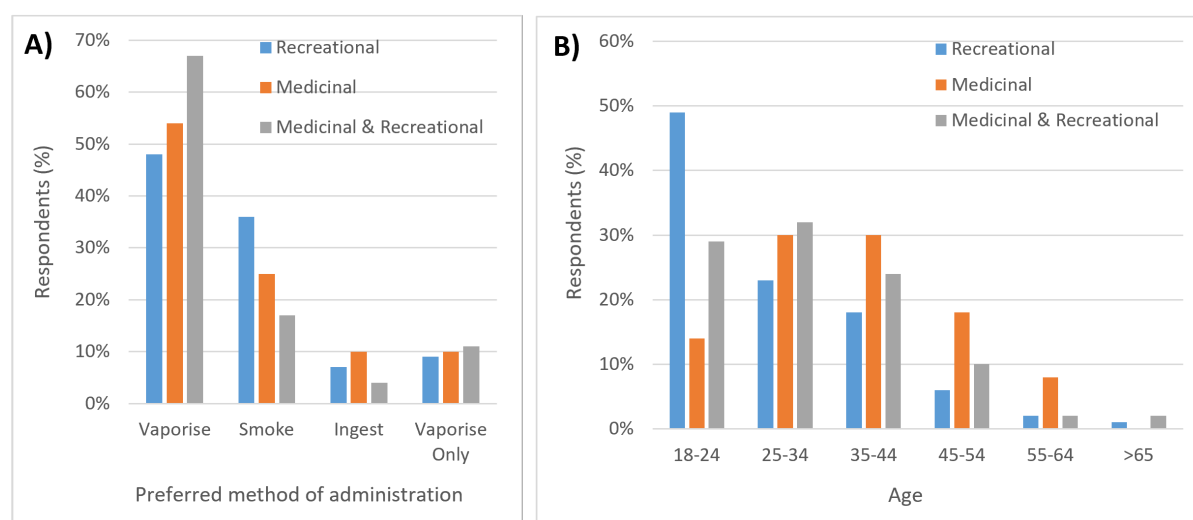 A)
Respondents (%)
70%
60%
50%
40%
30%
20%
10%
0%
Recreational
Medicinal
Medicinal & Recreational
Vaporise Smoke Ingest Vaporise
Only
Preferred method of administration
B)
Respondents (%)
60%
50%
40%
30%
20%
10%
0%
Recreational
Medicinal
Medicinal & Recreational
18-24 25-34 35-44 45-54 55-64 >65
Age